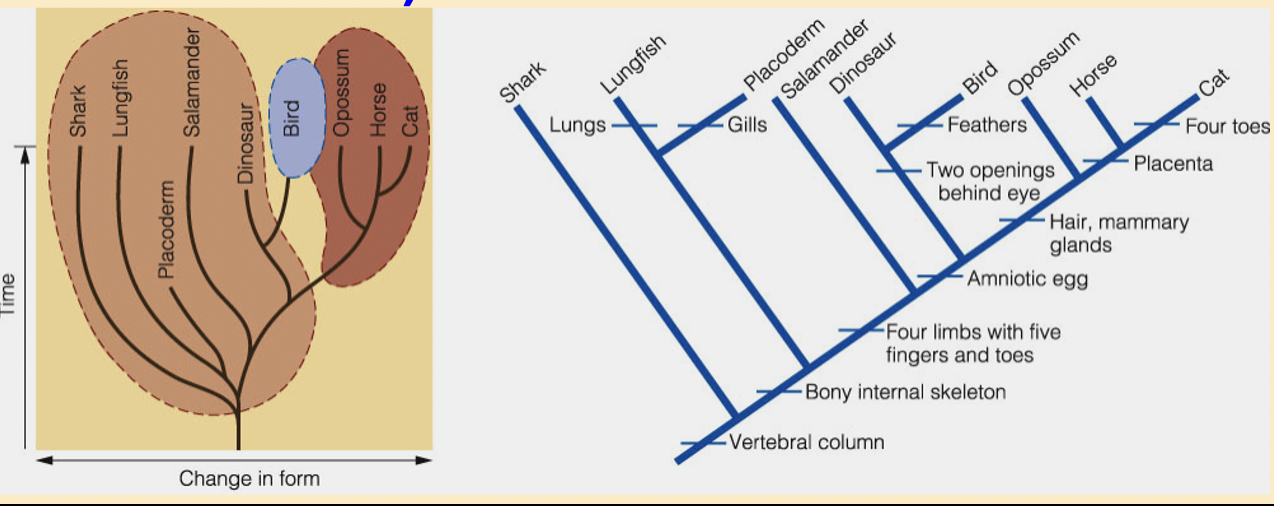 Shark
Lungfish
Placoderm
Salamander
Dinosaur
Bird
Opossum
Horse
Cat
Time
Change in form
Shark
Lungfish
Placoderm
Salamander
Dinosaur
Bird
Opossum
Horse
Cat
Lungs
Gills
Feathers
Four toes
Two openings
behind eye
Placenta
Hair, mammary
glands
Amniotic egg
Four limbs with five
fingers and toes
Bony internal skeleton
Vertebral column